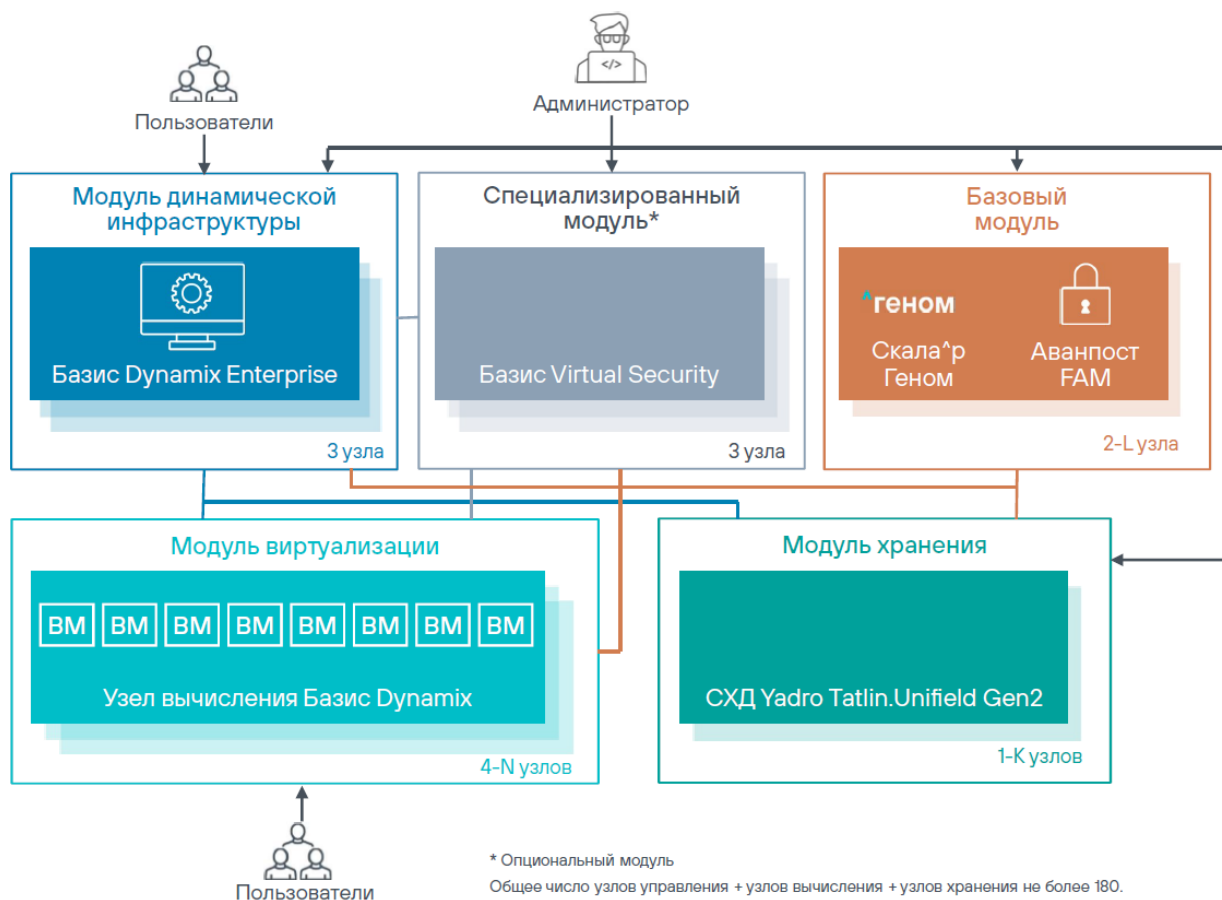 Администратор
Пользователи
Модуль динамической
инфраструктуры
Базис Dynamix Enterprise
3 узла
Специализированный
модуль*
Базис Virtual Security
3 узла
Базовый
модуль
^геном
Скала^р
Геном
Аванпост
FAM
2-L узла
Модуль виртуализации
ВМ ВМ ВМ ВМ ВМ ВМ ВМ ВМ
Узел вычисления Базис Dynamix
4-N узлов
Модуль хранения
СХД Yadro Tatlin.Unifield Gen2
1-K узлов
Пользователи
* Опциональный модуль
Общее число узлов управления + узлов вычисления + узлов хранения не более 180.